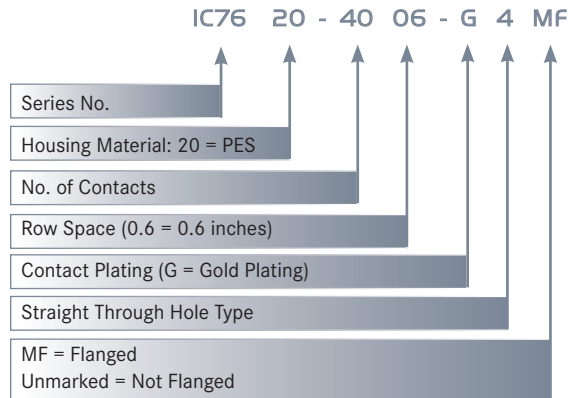 IC76 20 - 40 06 - G 4 MF
Series No.
Housing Material: 20 = PES
No. of Contacts
Row Space (0.6 = 0.6 inches)
Contact Plating (G = Gold Plating)
Straight Through Hole Type
MF = Flanged
Unmarked = Not Flanged